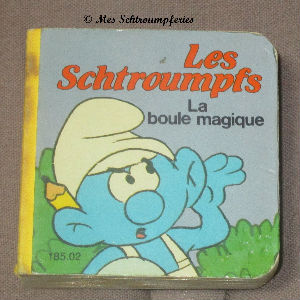 © Mes Schtroumpferies
Les
Schtroumpfs
La
boule magique
185.02